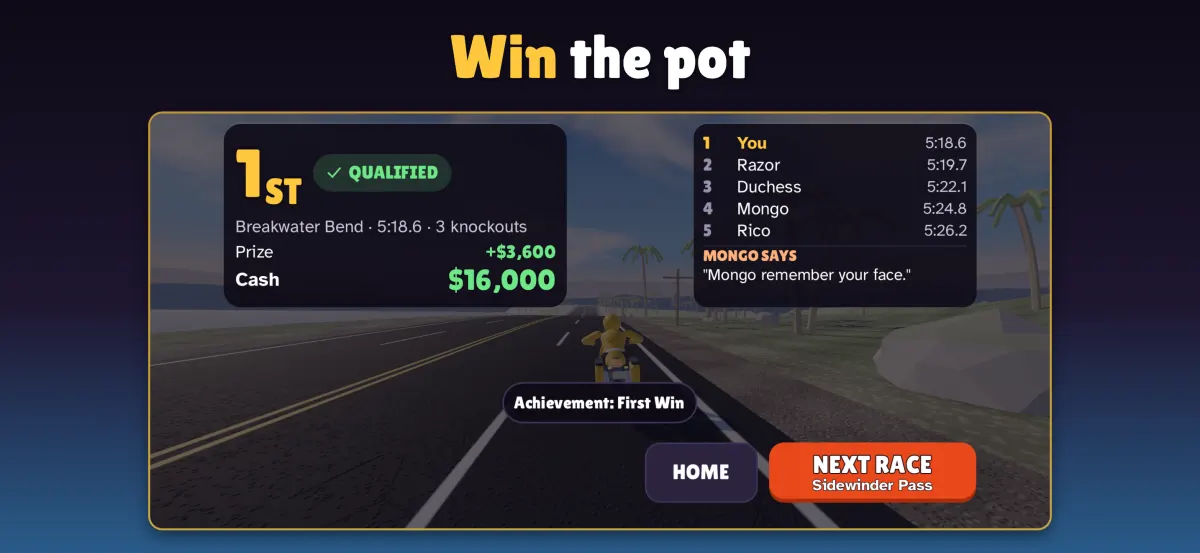 Win the pot
1ST
✓ QUALIFIED
Breakwater Bend · 5:18.6 · 3 knockouts
Prize +$3,600
Cash $16,000
1 You 5:18.6
2 Razor 5:19.7
3 Duchess 5:22.1
4 Mongo 5:24.8
5 Rico 5:26.2
MONGO SAYS
"Mongo remember your face."
Achievement: First Win
HOME
NEXT RACE
Sidewinder Pass